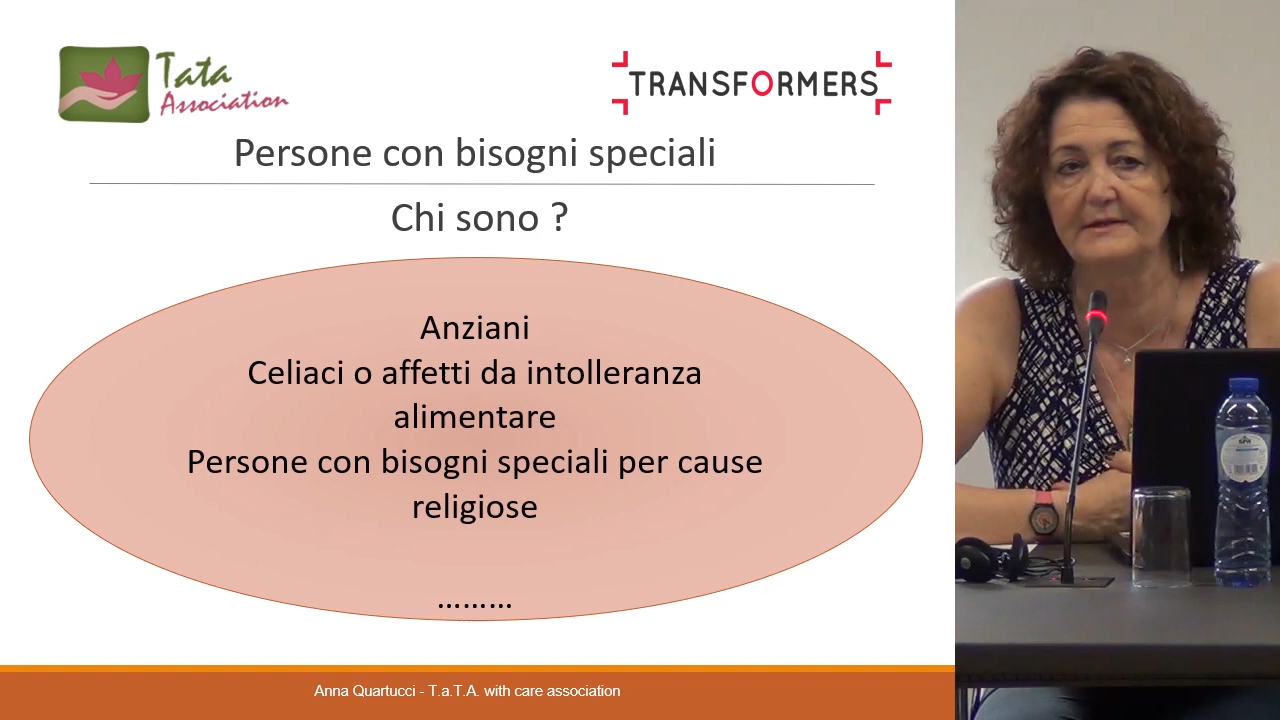 Tata
Association
TRANSFORMERS
Persone con bisogni speciali
Chi sono ?
Anziani
Celiaci o affetti da intolleranza
alimentare
Persone con bisogni speciali per cause
religiose
………
SPA
Anna Quartucci - T.a.T.A. with care association